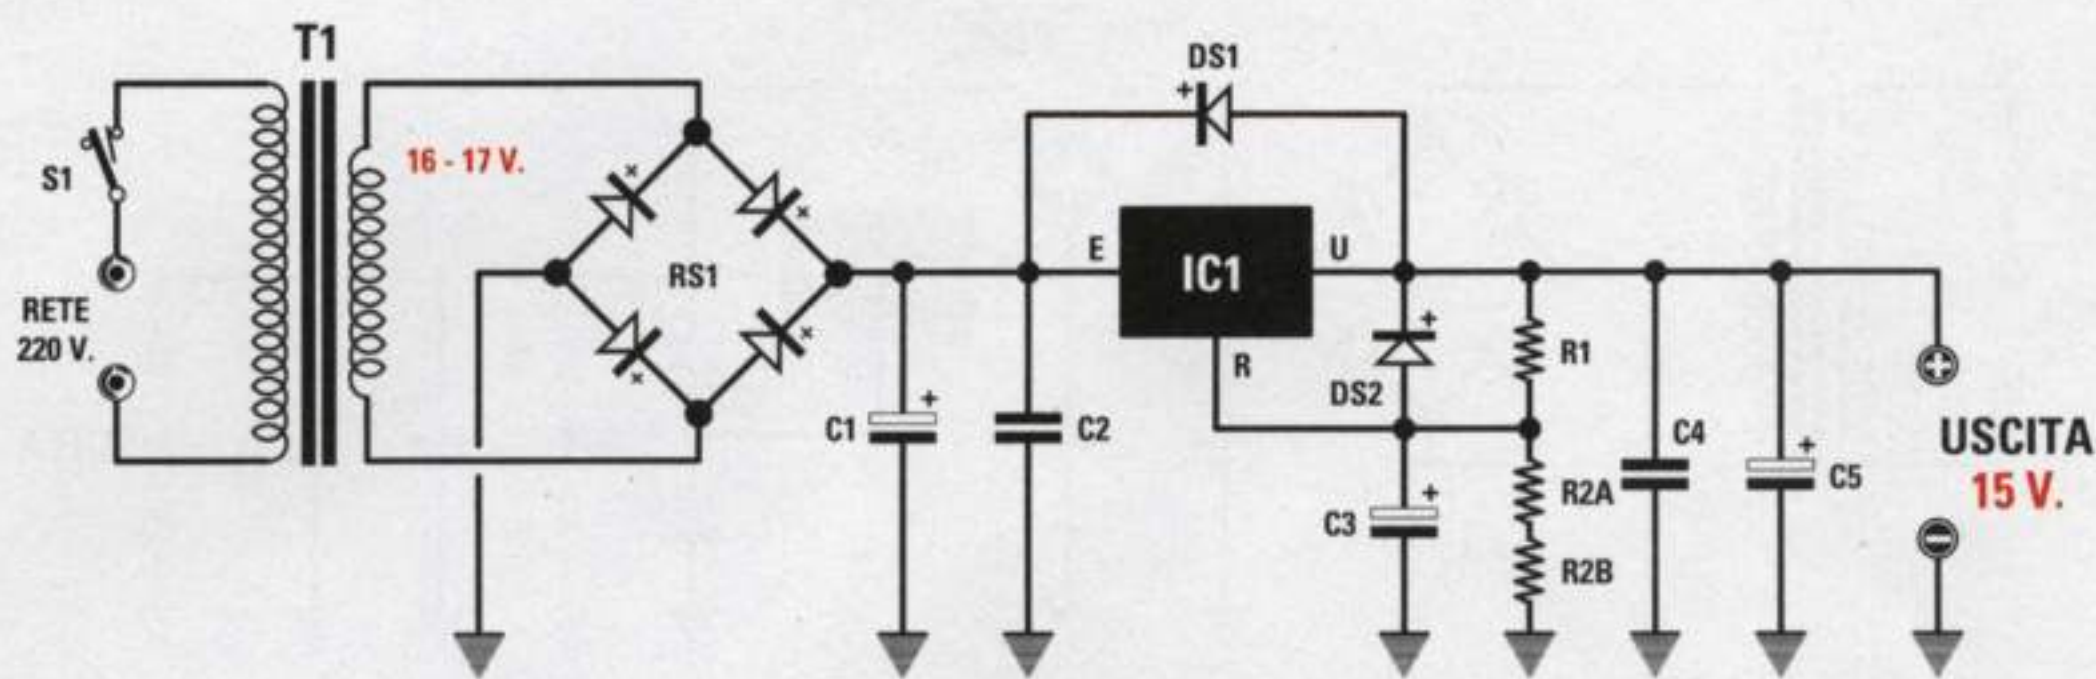 T1
S1
RETE
220 V.
16 - 17 V.
RS1
C1
+
C2
DS1
+
E
IC1
U
R
DS2
+
C3
+
R1
R2A
R2B
C4
C5
+
USCITA
15 V.